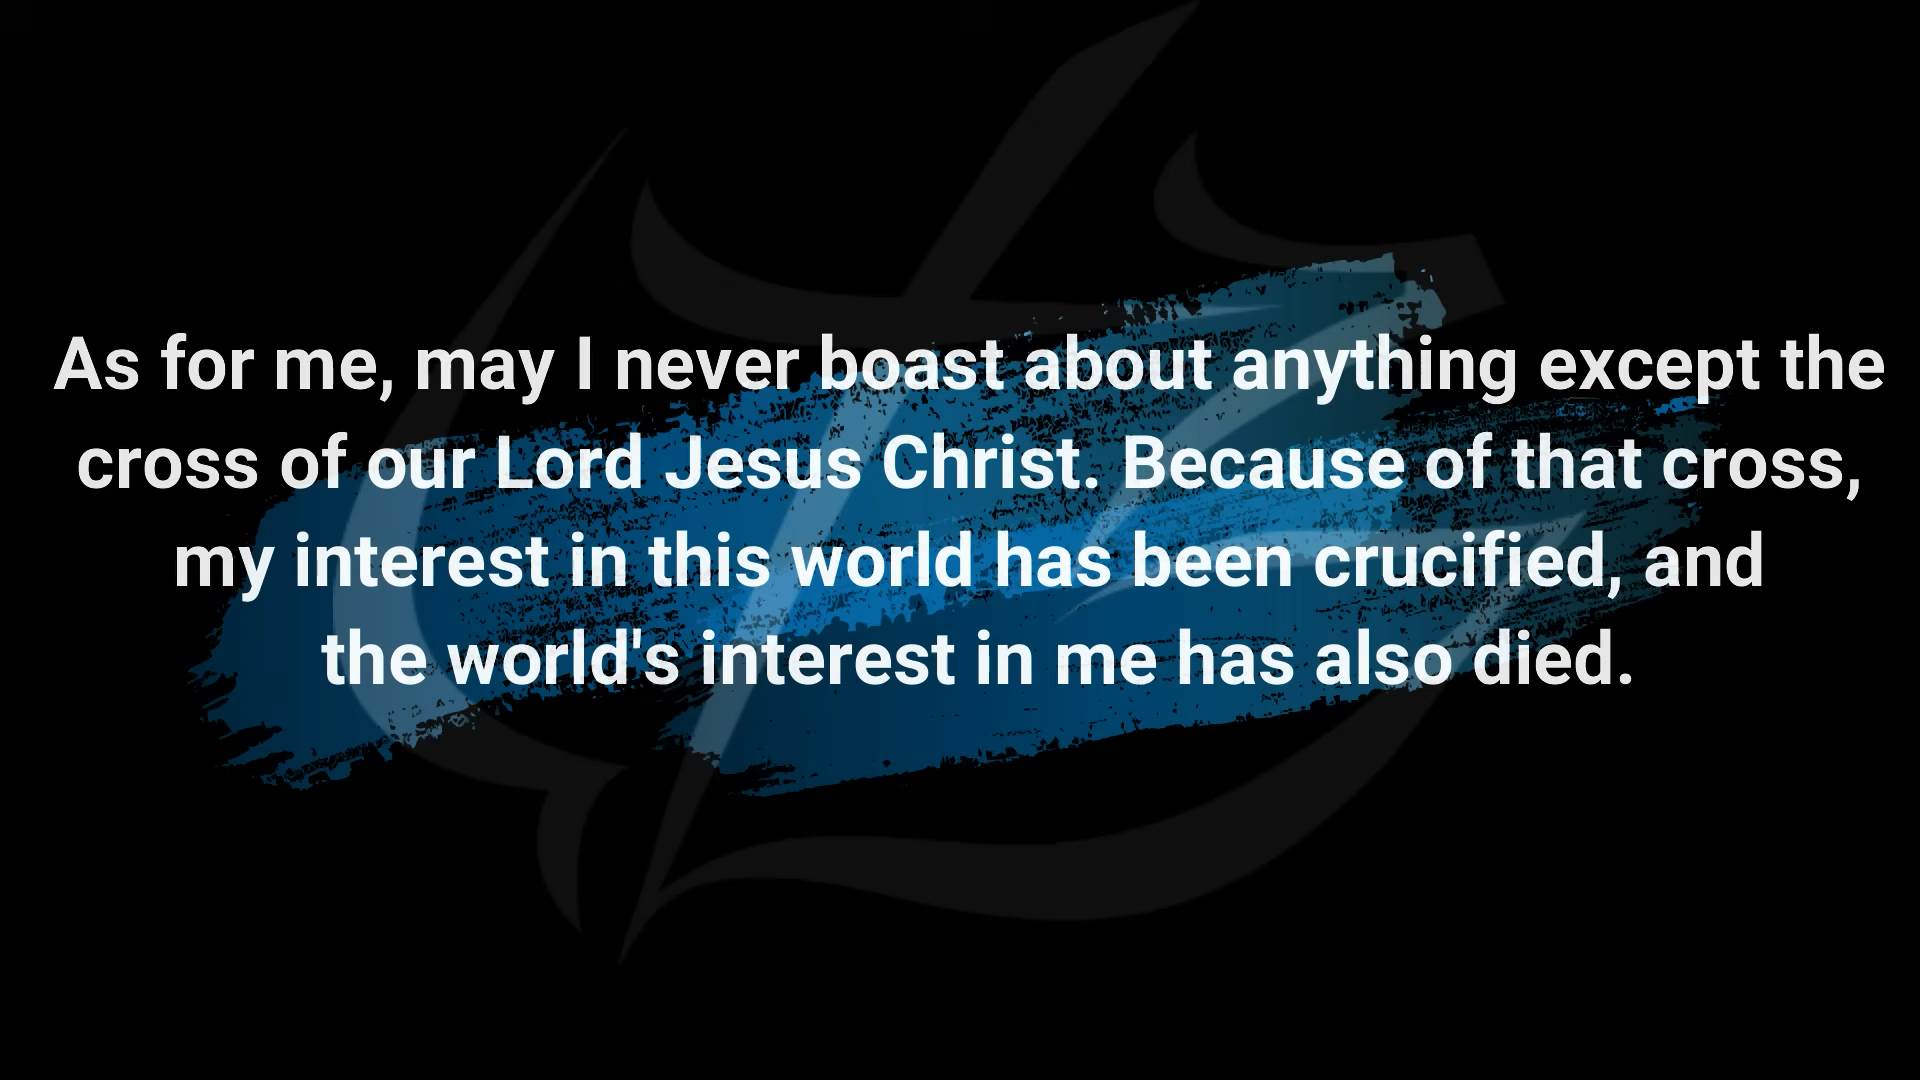 As for me, may I never boast about anything except the
cross of our Lord Jesus Christ. Because of that cross,
my interest in this world has been crucified, and
the world's interest in me has also died.